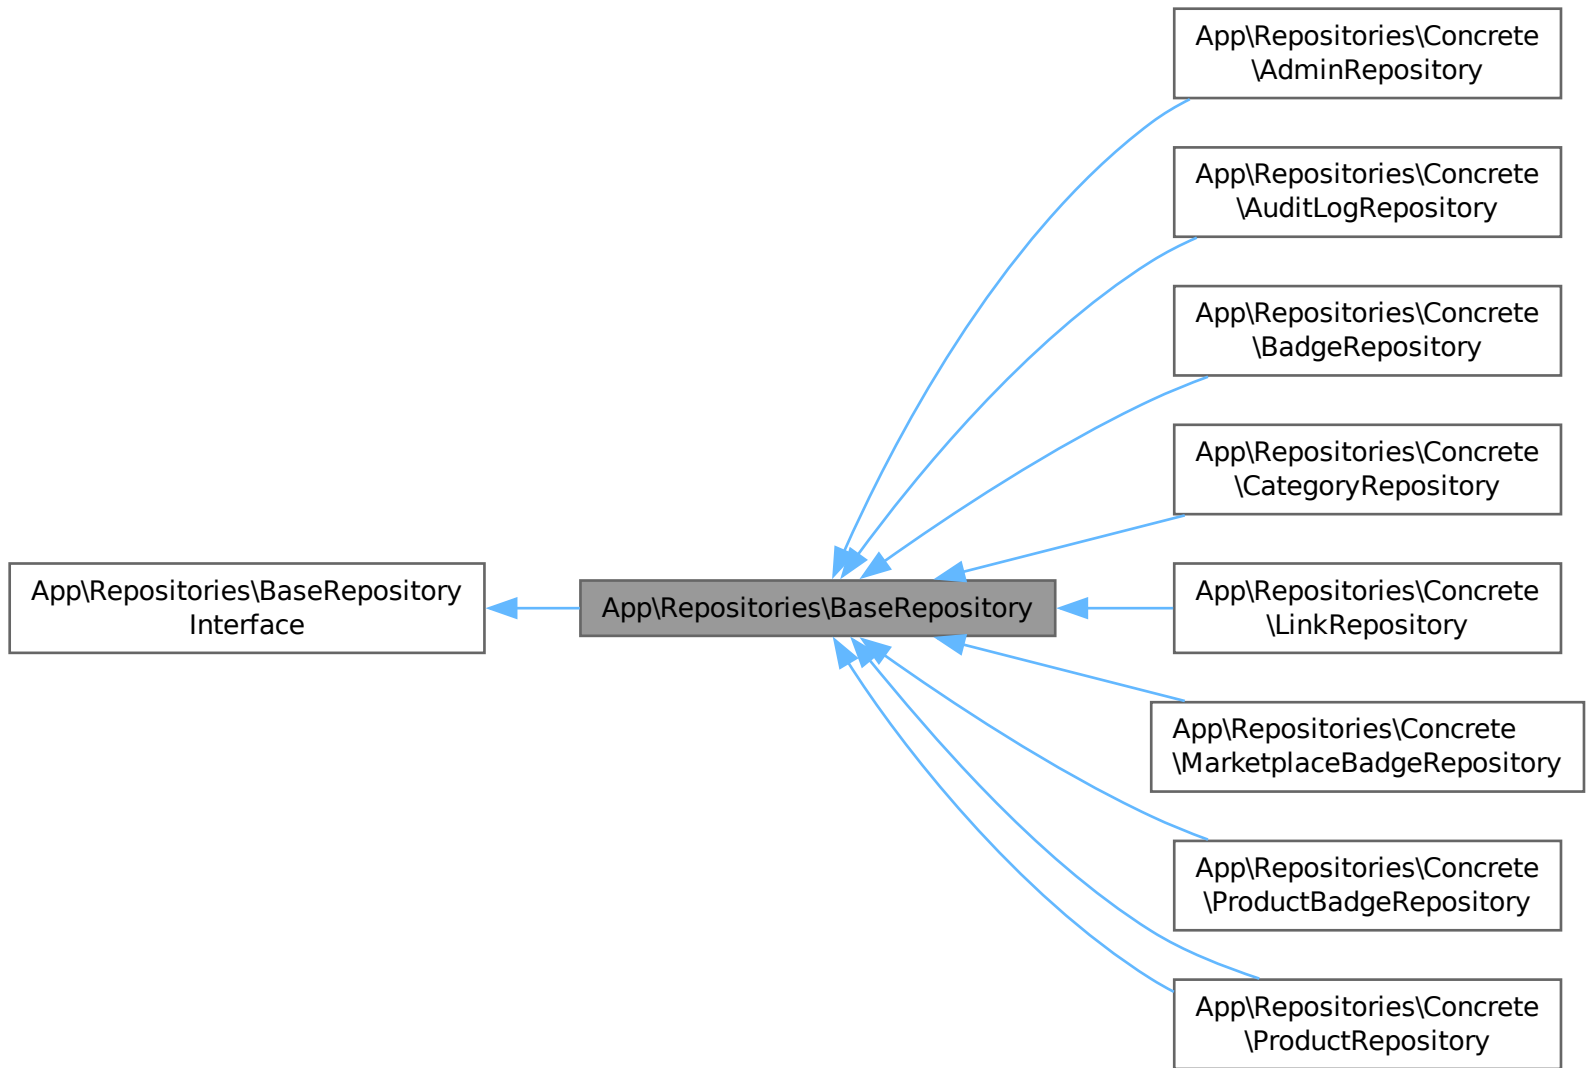 App\Repositories\Concrete
\AdminRepository
App\Repositories\Concrete
\AuditLogRepository
App\Repositories\Concrete
\BadgeRepository
App\Repositories\Concrete
\CategoryRepository
App\Repositories\BaseRepository
Interface
App\Repositories\BaseRepository
App\Repositories\Concrete
\LinkRepository
App\Repositories\Concrete
\MarketplaceBadgeRepository
App\Repositories\Concrete
\ProductBadgeRepository
App\Repositories\Concrete
\ProductRepository